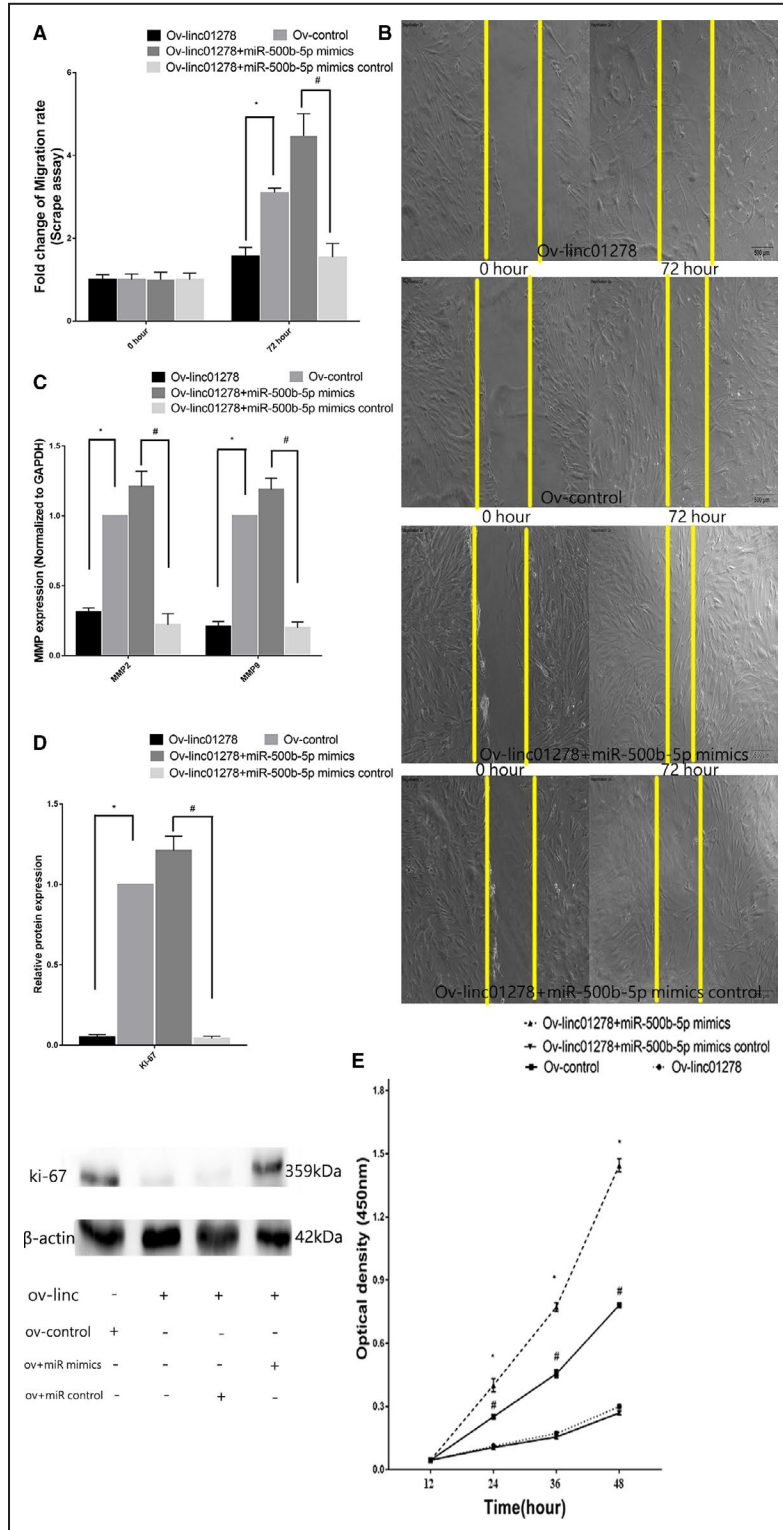 A
Ov-linc01278 Ov-control
Ov-linc01278+miR-500b-5p mimics
Ov-linc01278+miR-500b-5p mimics control
Fold change of Migration rate
(Scrape assay)
6
4
2
0
* #
0 hour 72 hour
B
Ov-linc01278
500 μm
0 hour 72 hour
Ov-control
500 μm
0 hour 72 hour
Ov-linc01278+miR-500b-5p mimics
0 hour 72 hour
Ov-linc01278+miR-500b-5p mimics control
C
Ov-linc01278 Ov-control
Ov-linc01278+miR-500b-5p mimics
Ov-linc01278+miR-500b-5p mimics control
MMP expression (Normalized to GAPDH)
1.5
1.0
0.5
0.0
* # * #
MMP2 MMP9
D
Ov-linc01278 Ov-control
Ov-linc01278+miR-500b-5p mimics
Ov-linc01278+miR-500b-5p mimics control
Relative protein expression
1.5
1.0
0.5
0.0
* #
Ki-67
ki-67 359kDa
β-actin 42kDa
ov-linc - + + +
ov-control + - - -
ov+miR mimics - - - +
ov+miR control - - + -
E
Ov-linc01278+miR-500b-5p mimics
Ov-linc01278+miR-500b-5p mimics control
Ov-control Ov-linc01278
Optical density (450nm)
1.8
1.5
1.2
0.9
0.6
0.3
0.0
* * *
# # #
12 24 36 48
Time(hour)